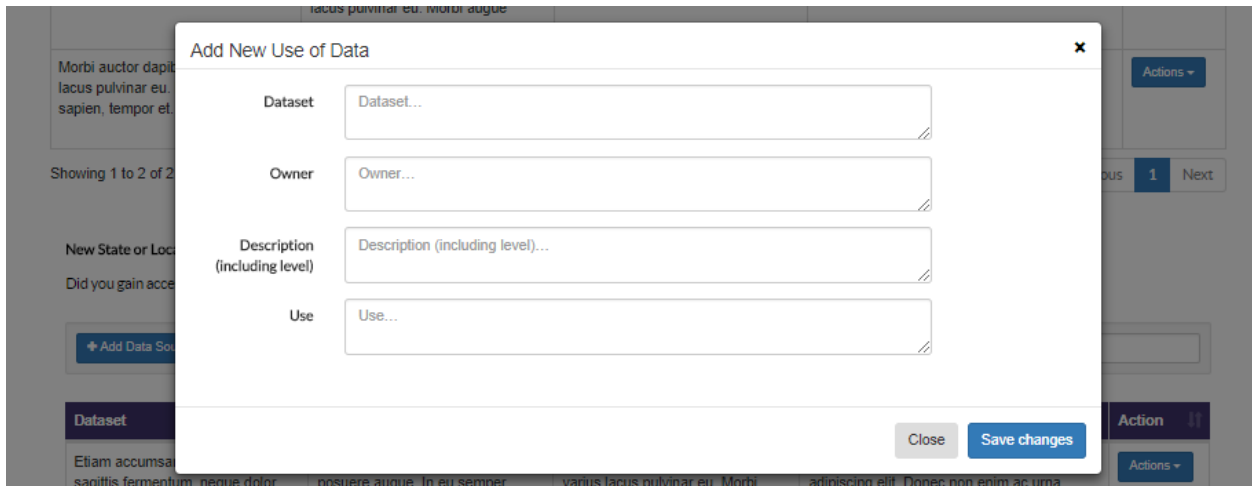 lacus pulvinar eu. Morbi augue
Add New Use of Data
×
Morbi auctor dapib
lacus pulvinar eu.
sapien, tempor et.
Actions
Dataset
Dataset...
Showing 1 to 2 of 2
Owner
Owner...
ous
1
Next
New State or Loca
Description
(including level)
Description (including level)...
Did you gain acce
Use
Use...
+ Add Data Sou
Dataset
Action
Close
Save changes
Etiam accumsa
sagittis fermentum, neque dolor
posuere augue. In eu semper
varius lacus pulvinar eu. Morbi
adipiscing elit. Donec non enim ac urna
Actions